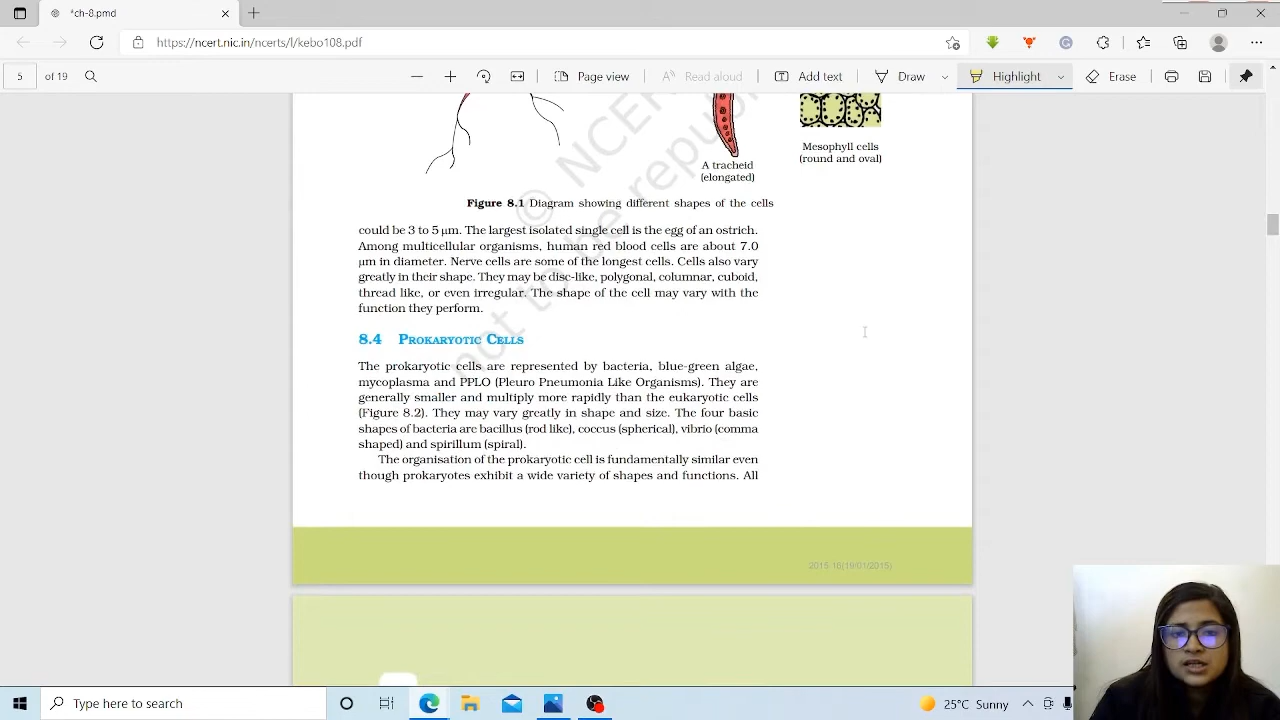 *ch-8.pmd
https://ncert.nic.in/ncerts/l/kebo108.pdf
5 of 19
Page view
Read aloud
Add text
Draw
Highlight
Erase
© NCER
not to be republ
Mesophyll cells
(round and oval)
A tracheid
(elongated)
Figure 8.1 Diagram showing different shapes of the cells
could be 3 to 5 μm. The largest isolated single cell is the egg of an ostrich.
Among multicellular organisms, human red blood cells are about 7.0
μm in diameter. Nerve cells are some of the longest cells. Cells also vary
greatly in their shape. They may be disc-like, polygonal, columnar, cuboid,
thread like, or even irregular. The shape of the cell may vary with the
function they perform.
8.4 Prokaryotic Cells
The prokaryotic cells are represented by bacteria, blue-green algae,
mycoplasma and PPLO (Pleuro Pneumonia Like Organisms). They are
generally smaller and multiply more rapidly than the eukaryotic cells
(Figure 8.2). They may vary greatly in shape and size. The four basic
shapes of bacteria are bacillus (rod like), coccus (spherical), vibrio (comma
shaped) and spirillum (spiral).
The organisation of the prokaryotic cell is fundamentally similar even
though prokaryotes exhibit a wide variety of shapes and functions. All
2015-16(19/01/2015)
Type here to search
25°C Sunny